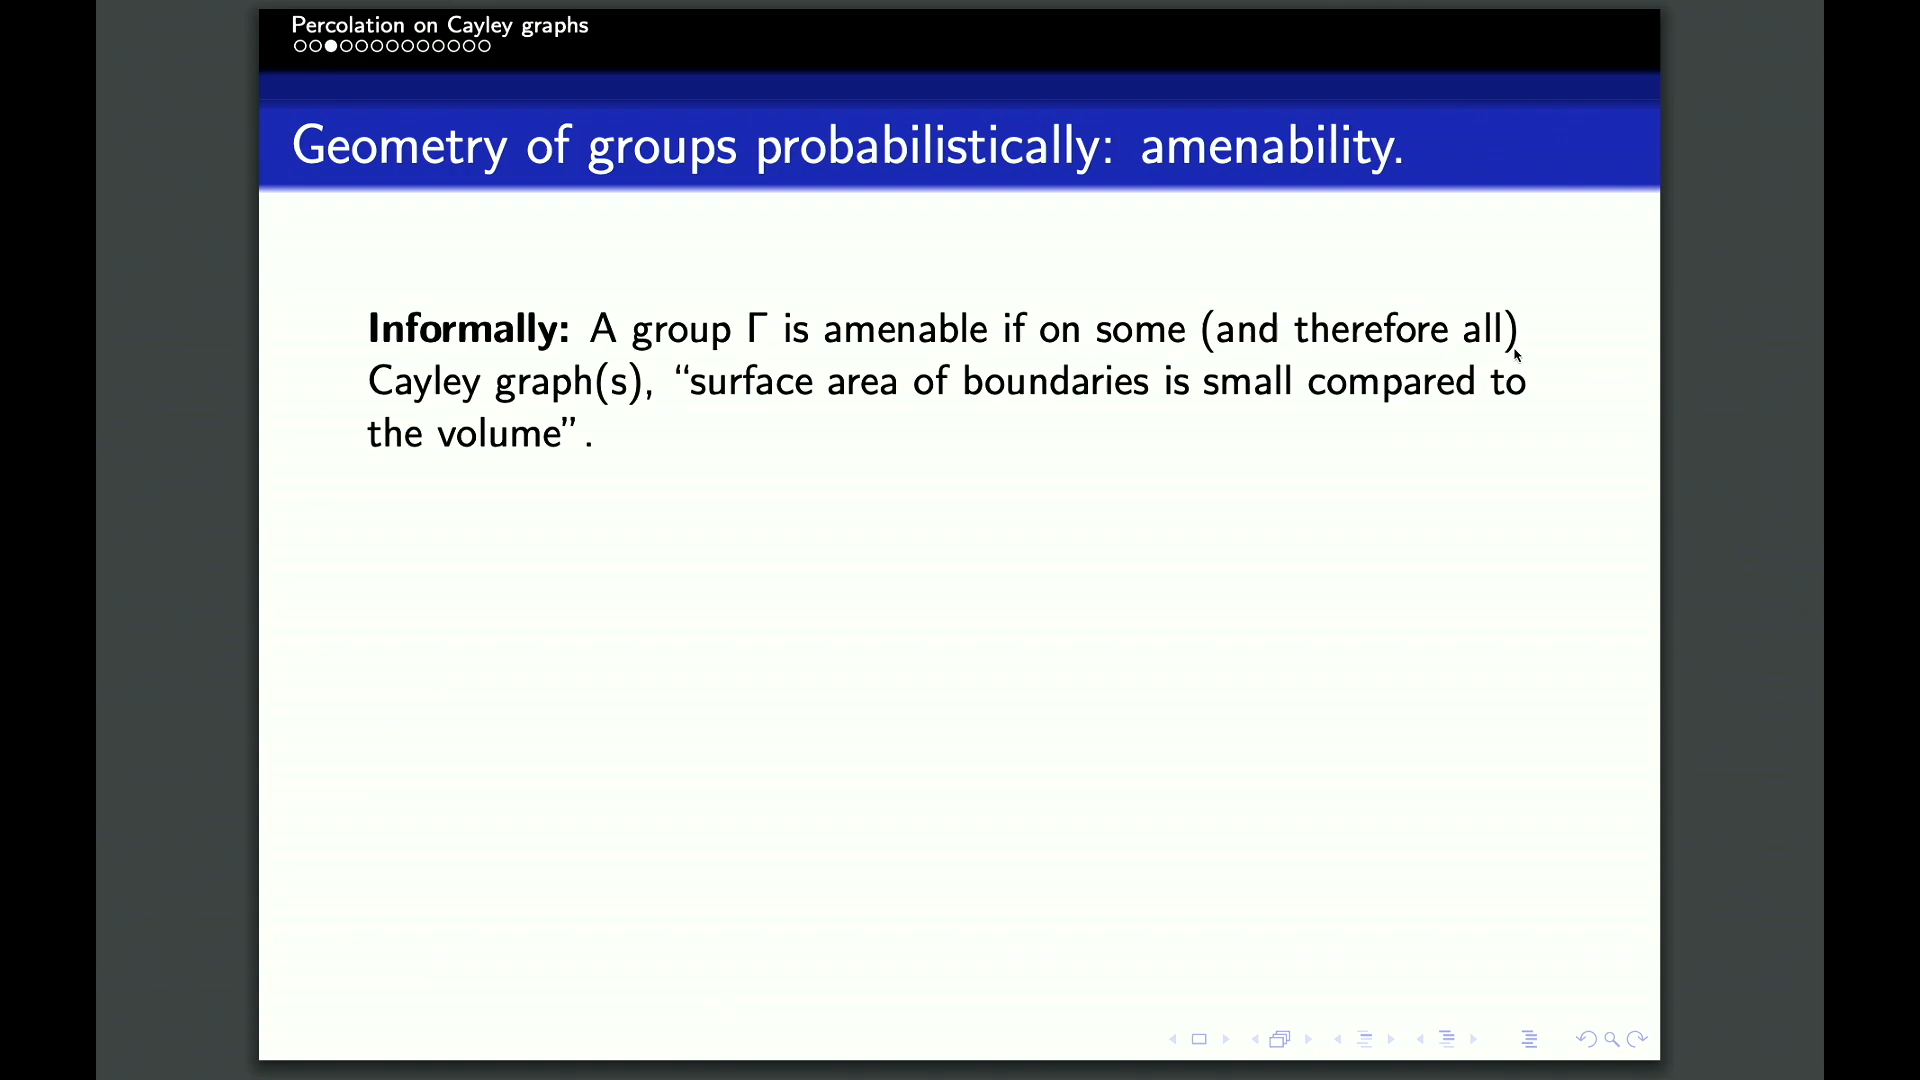 Percolation on Cayley graphs
Geometry of groups probabilistically: amenability.
Informally: A group Γ is amenable if on some (and therefore all)
Cayley graph(s), “surface area of boundaries is small compared to
the volume”.